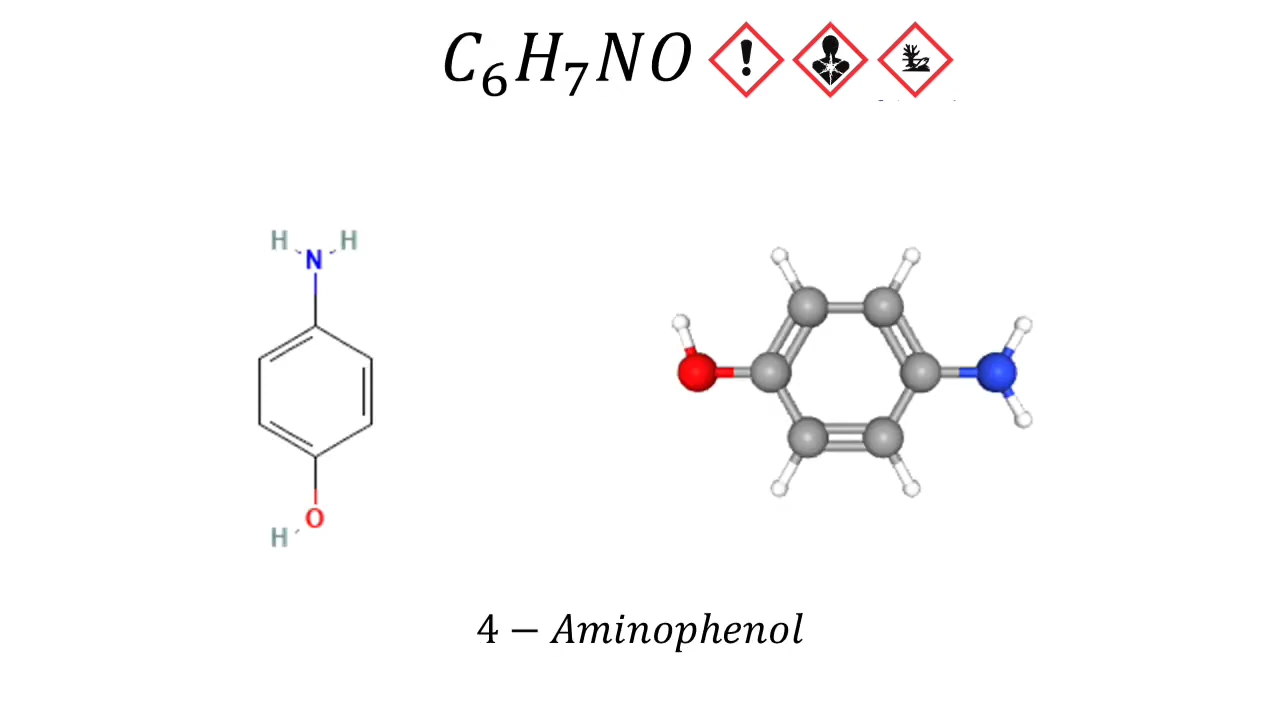 C₆H₇NO
H H
N
O
H
4 − Aminophenol